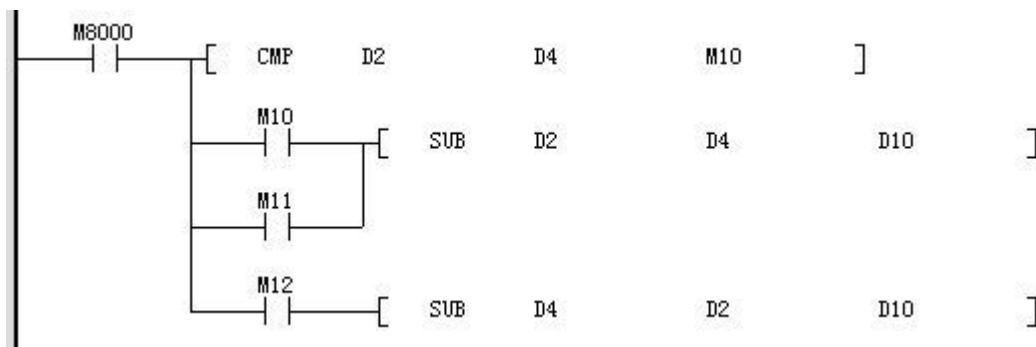 M8000
[ CMP D2 D4 M10 ]
M10
[ SUB D2 D4 D10 ]
M11
M12
[ SUB D4 D2 D10 ]